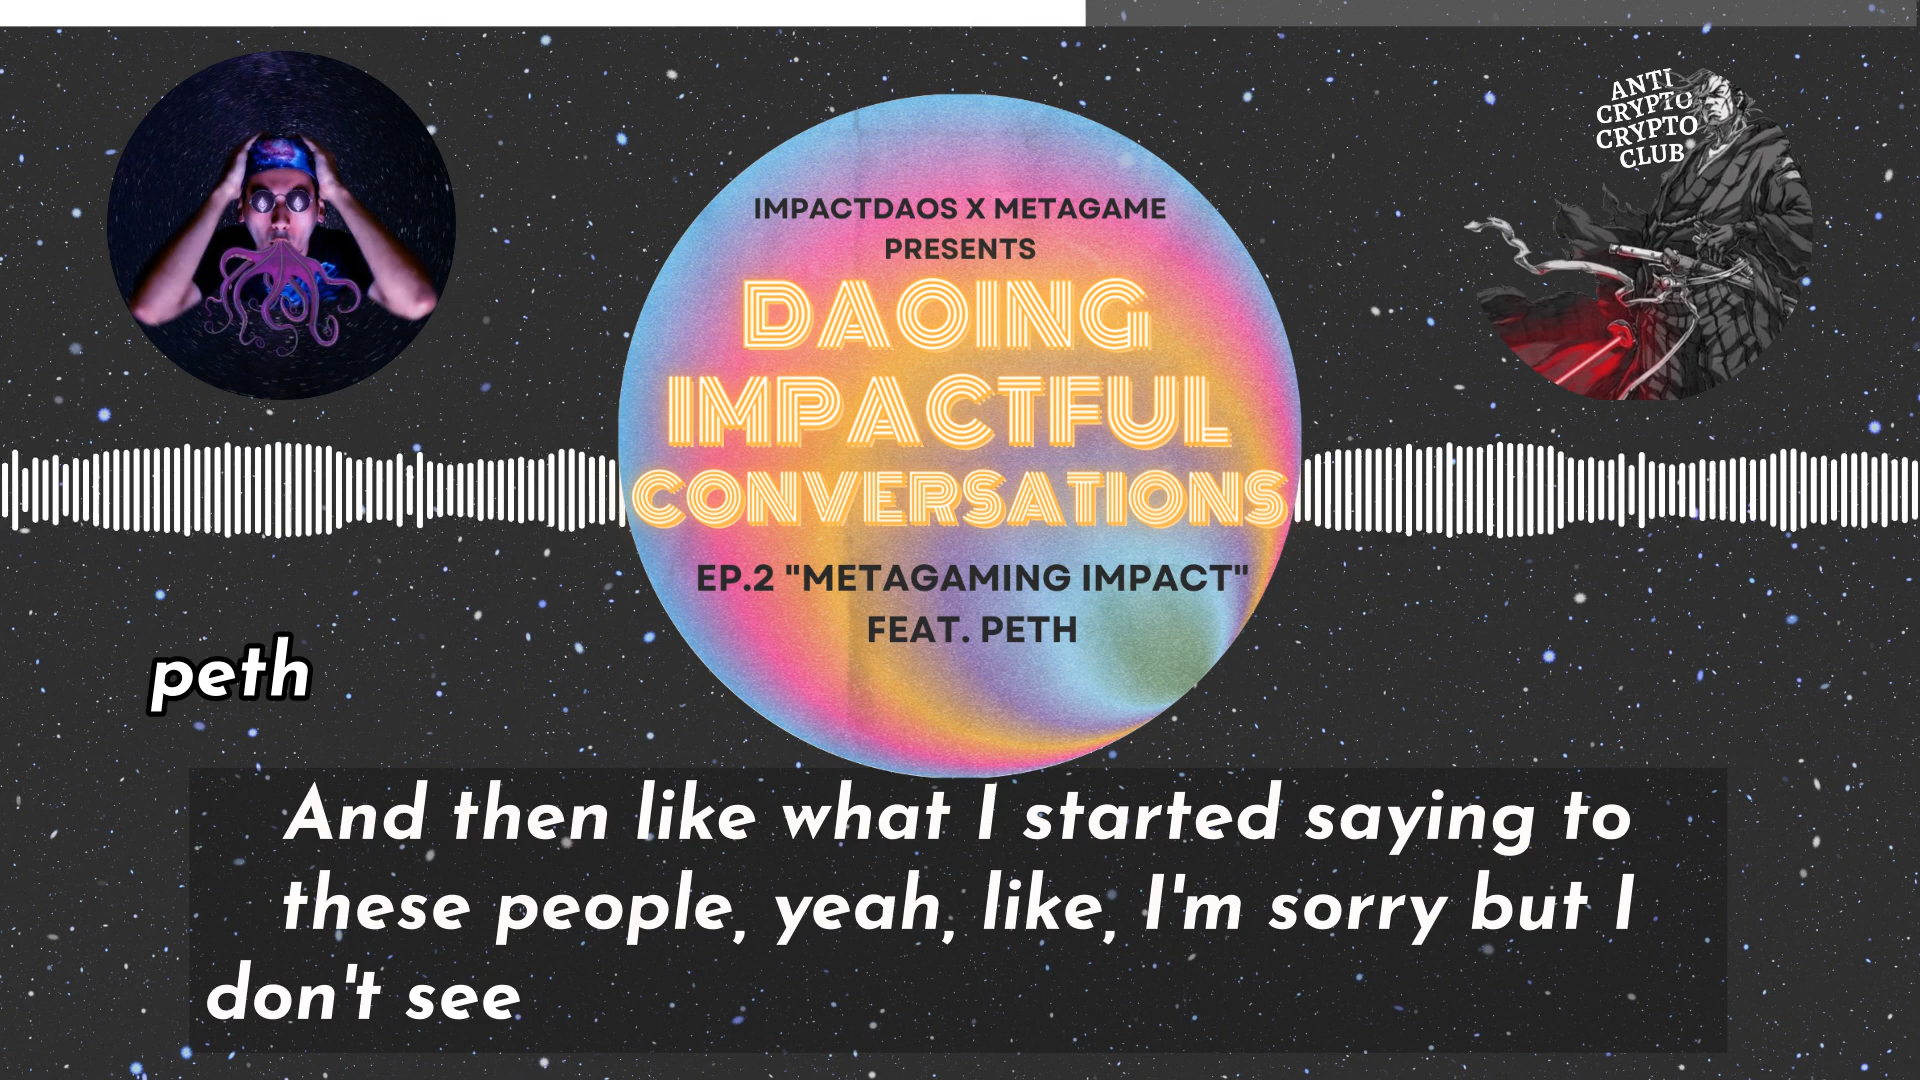 ANTI
CRYPTO
CRYPTO
CLUB
IMPACTDAOS X METAGAME
PRESENTS
DAOING
IMPACTFUL
CONVERSATIONS
EP.2 "METAGAMING IMPACT"
FEAT. PETH
peth
And then like what I started saying to
these people, yeah, like, I'm sorry but I
don't see